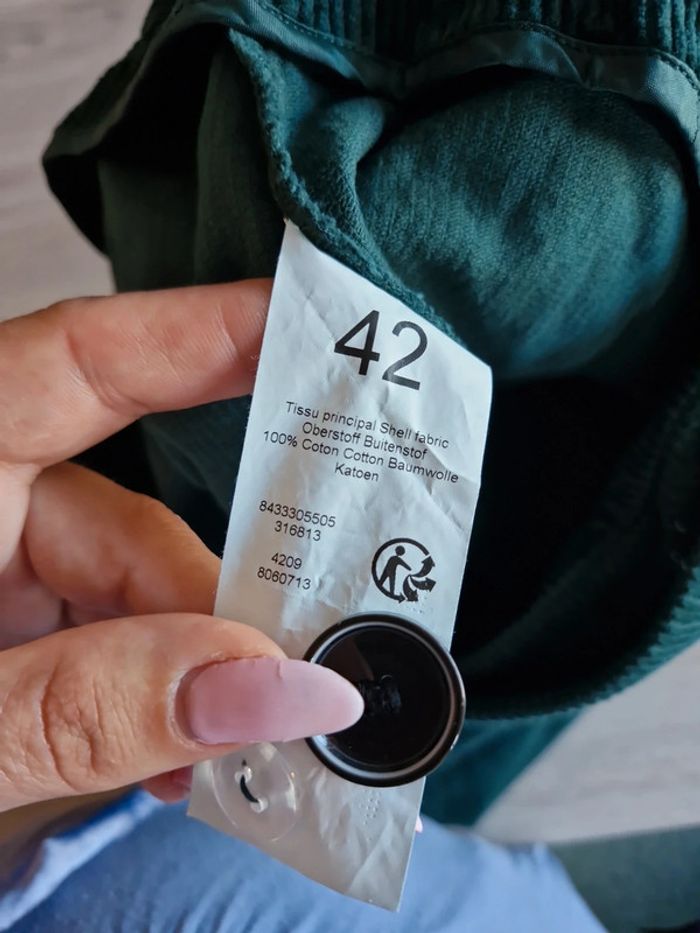 42
Tissu principal Shell fabric
Oberstoff Buitenstof
100% Coton Cotton Baumwolle
Katoen
8433305505
316813
4209
8060713